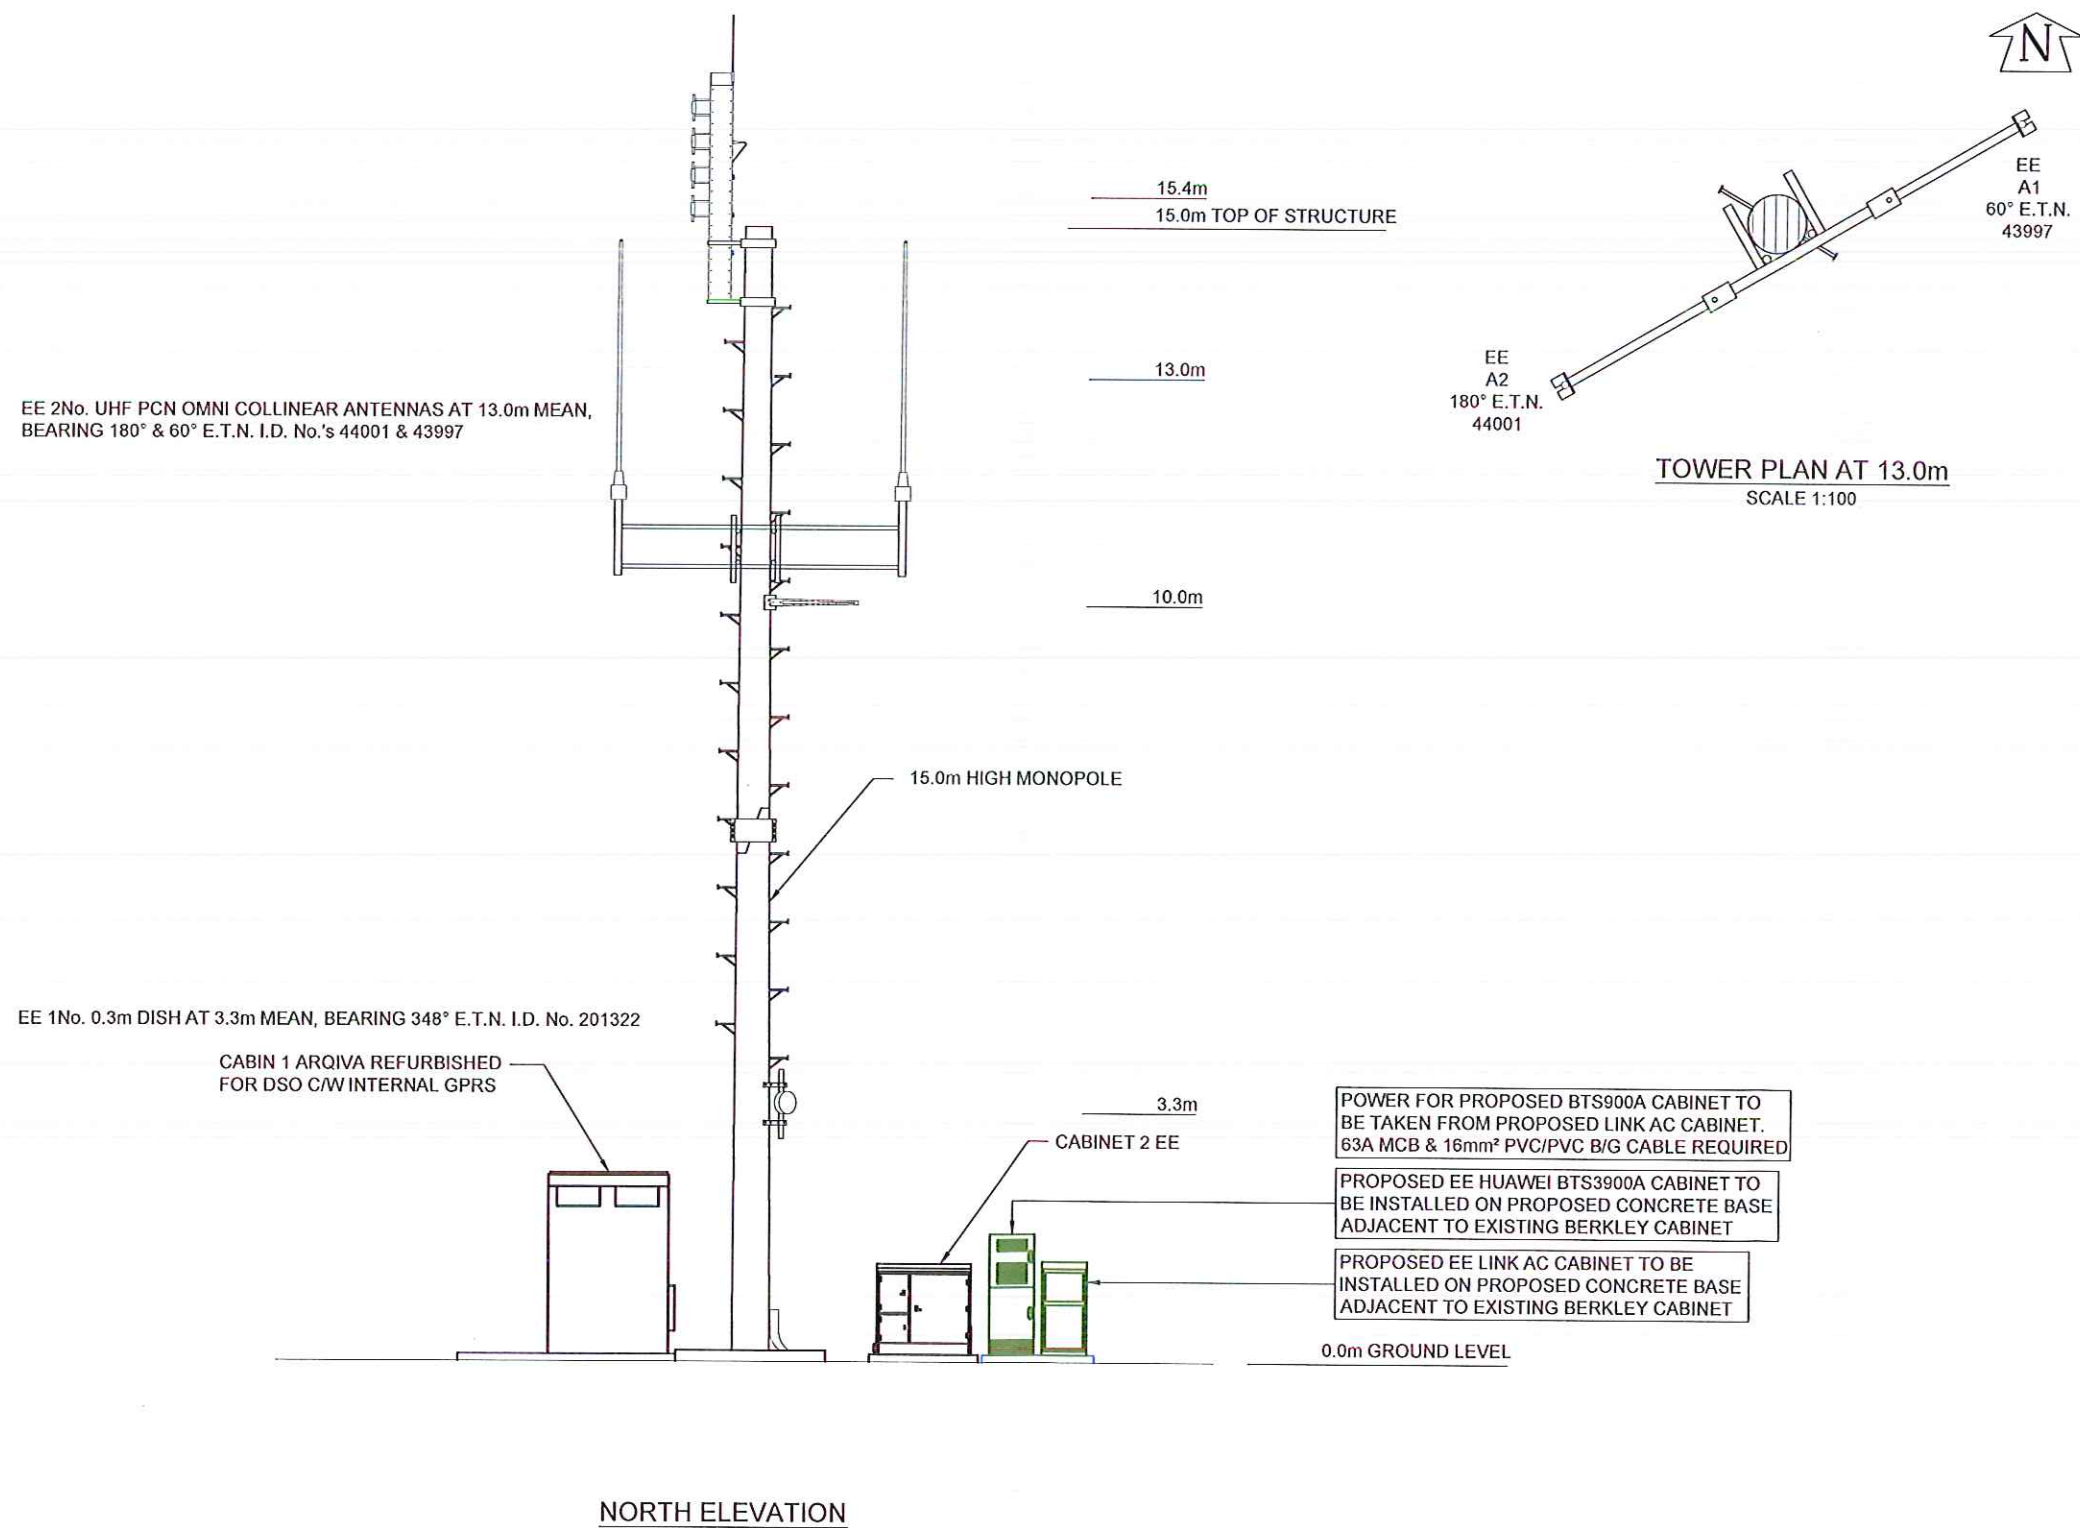 N
15.4m
15.0m TOP OF STRUCTURE
EE
A1
60° E.T.N.
43997
13.0m
EE
A2
180° E.T.N.
44001
EE 2No. UHF PCN OMNI COLLINEAR ANTENNAS AT 13.0m MEAN,
BEARING 180° & 60° E.T.N. I.D. No.'s 44001 & 43997
TOWER PLAN AT 13.0m
SCALE 1:100
10.0m
15.0m HIGH MONOPOLE
EE 1No. 0.3m DISH AT 3.3m MEAN, BEARING 348° E.T.N. I.D. No. 201322
CABIN 1 ARQIVA REFURBISHED
FOR DSO C/W INTERNAL GPRS
3.3m
CABINET 2 EE
POWER FOR PROPOSED BTS900A CABINET TO
BE TAKEN FROM PROPOSED LINK AC CABINET.
63A MCB & 16mm² PVC/PVC B/G CABLE REQUIRED
PROPOSED EE HUAWEI BTS3900A CABINET TO
BE INSTALLED ON PROPOSED CONCRETE BASE
ADJACENT TO EXISTING BERKLEY CABINET
PROPOSED EE LINK AC CABINET TO BE
INSTALLED ON PROPOSED CONCRETE BASE
ADJACENT TO EXISTING BERKLEY CABINET
0.0m GROUND LEVEL
NORTH ELEVATION